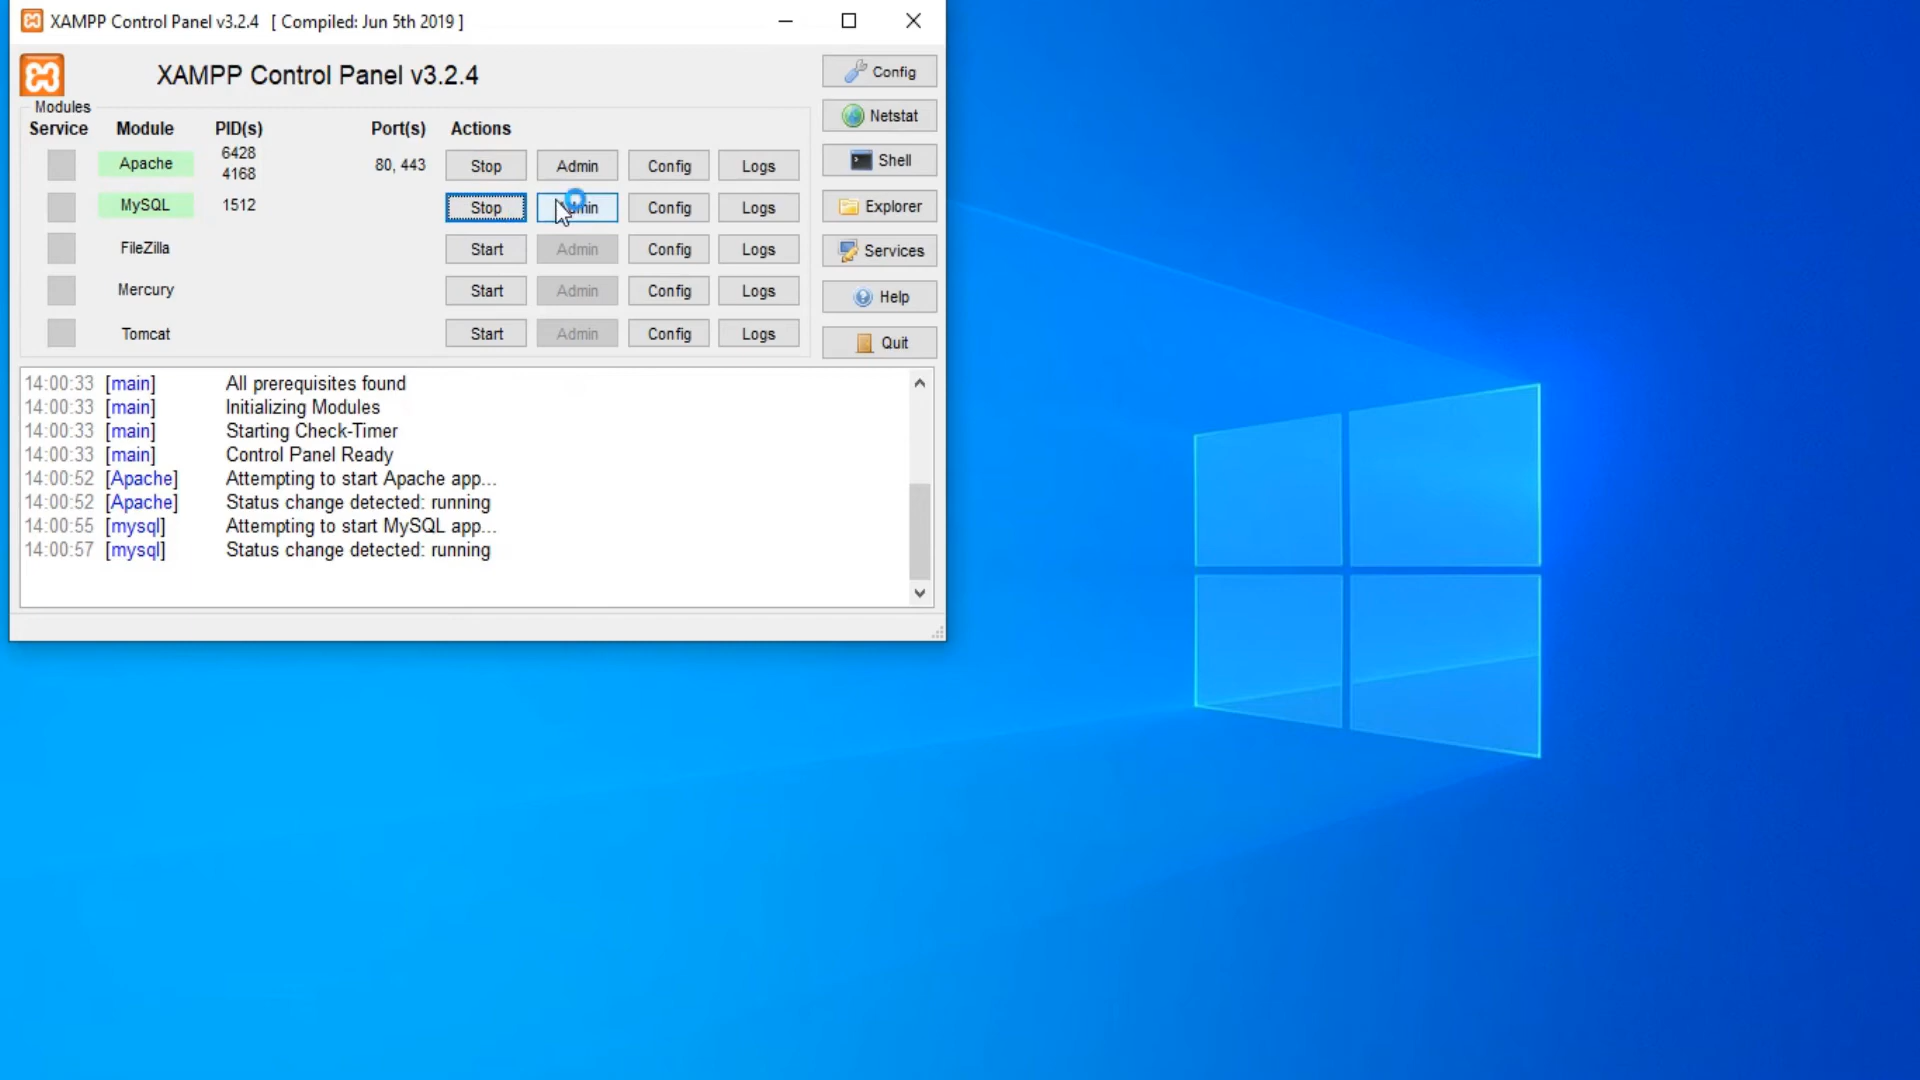 XAMPP Control Panel v3.2.4 [ Compiled: Jun 5th 2019 ]
XAMPP Control Panel v3.2.4
Config
Modules
Service Module PID(s) Port(s) Actions
Netstat
Apache 6428 80, 443 Stop Admin Config Logs
4168
Shell
MySQL 1512 Stop Config Logs
Explorer
FileZilla Start Admin Config Logs
Services
Mercury Start Admin Config Logs
Help
Tomcat Start Admin Config Logs
Quit
14:00:33 [main] All prerequisites found
14:00:33 [main] Initializing Modules
14:00:33 [main] Starting Check-Timer
14:00:33 [main] Control Panel Ready
14:00:52 [Apache] Attempting to start Apache app...
14:00:52 [Apache] Status change detected: running
14:00:55 [mysql] Attempting to start MySQL app...
14:00:57 [mysql] Status change detected: running